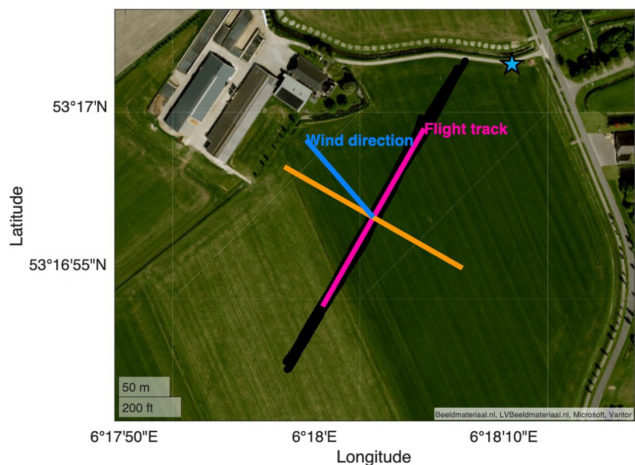 53°17'N
Wind direction
Flight track
Latitude
53°16'55"N
50 m
200 ft
Beeldmateriaal.nl, LVBeeldmateriaal.nl, Microsoft, Vantor
6°17'50"E
6°18'E
6°18'10"E
Longitude